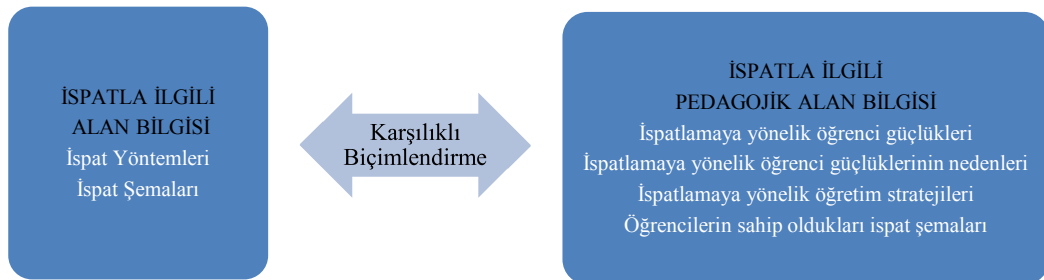 İSPATLA İLGİLİ
ALAN BİLGİSİ
İspat Yöntemleri
İspat Şemaları
Karşılıklı
Biçimlendirme
İSPATLA İLGİLİ
PEDAGOJİK ALAN BİLGİSİ
İspatlamaya yönelik öğrenci güçlükleri
İspatlamaya yönelik öğrenci güçlüklerinin nedenleri
İspatlamaya yönelik öğretim stratejileri
Öğrencilerin sahip oldukları ispat şemaları